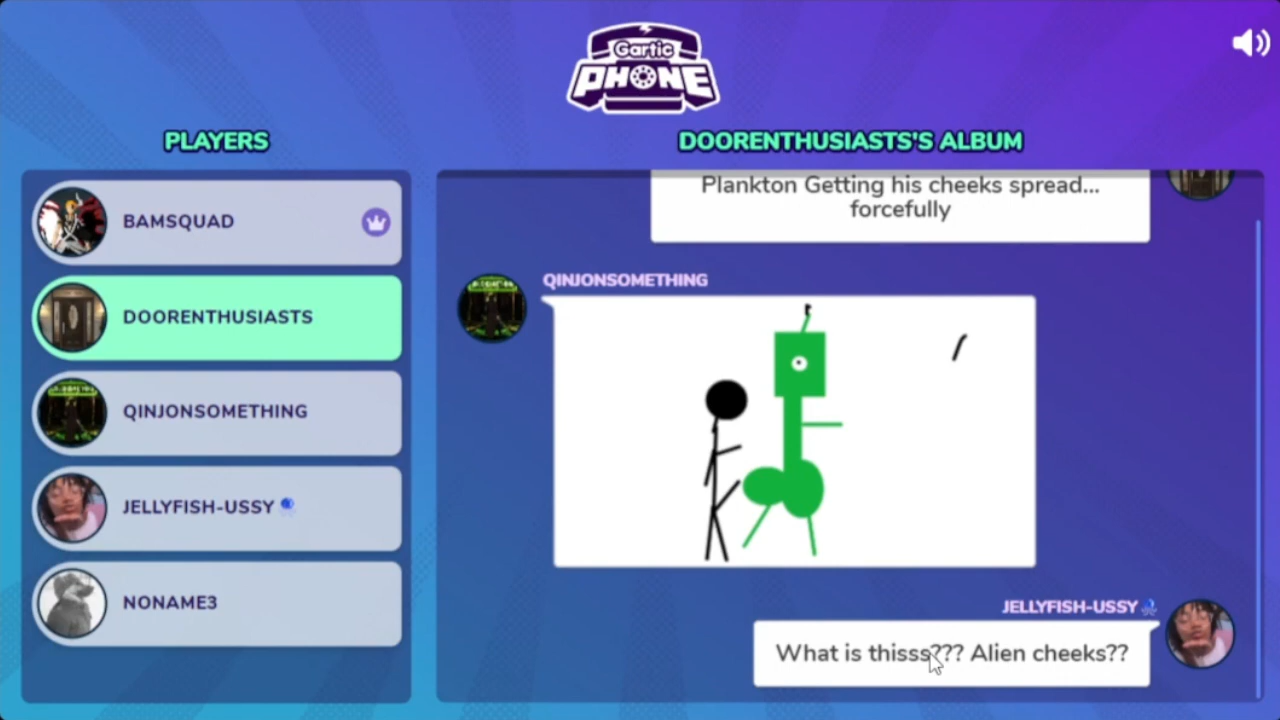 Gartic
PHONE
PLAYERS
BAMSQUAD
DOORENTHUSIASTS
QINJONSOMETHING
JELLYFISH-USSY
NONAME3
DOORENTHUSIASTS'S ALBUM
Plankton Getting his cheeks spread...
forcefully
QINJONSOMETHING
JELLYFISH-USSY
What is thisss??? Alien cheeks??